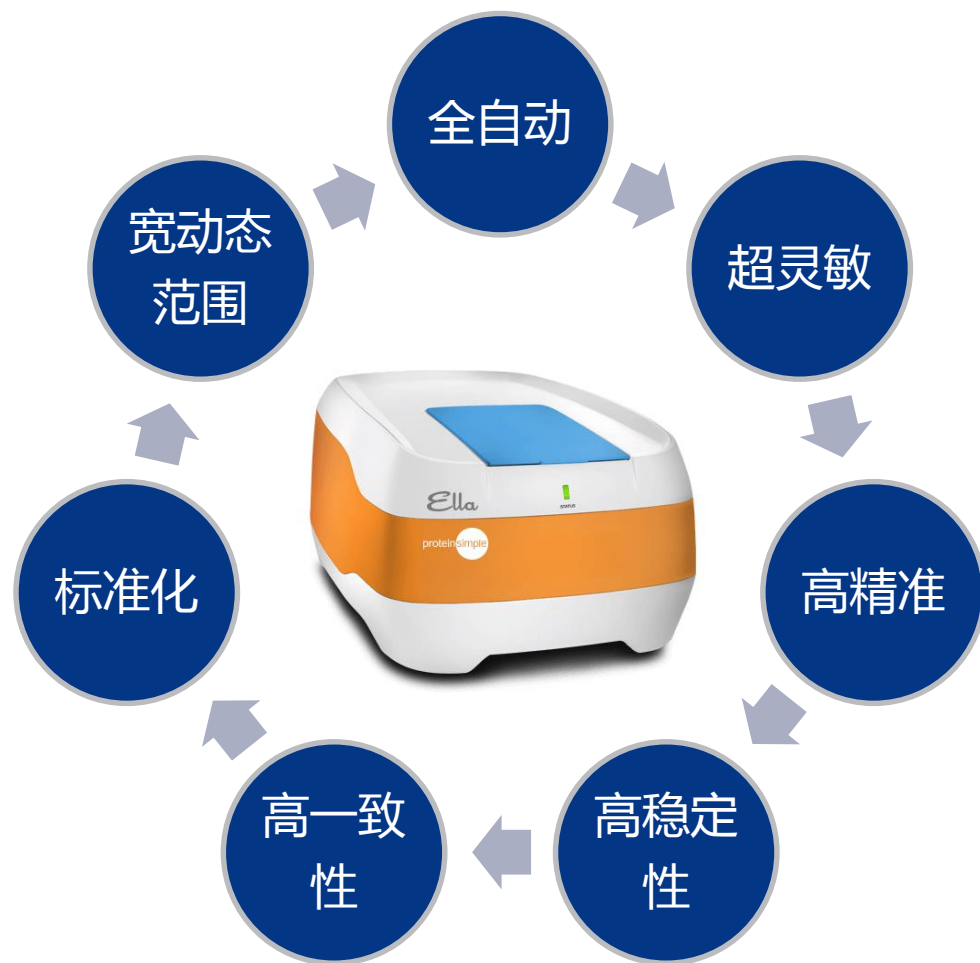 全自动
超灵敏
高精准
高稳定
性
高一致
性
标准化
宽动态
范围
Ella
STATUS
proteinsimple